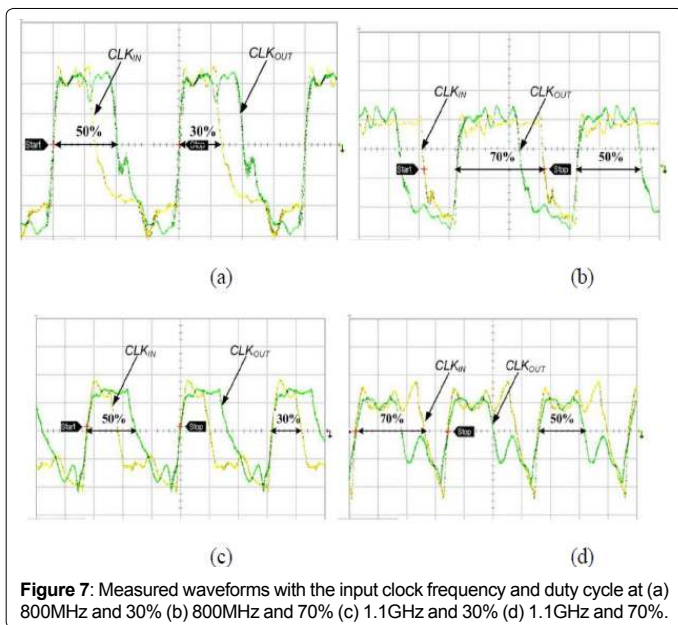 CLKIN
CLKOUT
50%
30%
Start
Stop
(a)
CLKIN
CLKOUT
70%
50%
Start
Stop
(b)
CLKIN
CLKOUT
50%
30%
Start
Stop
(c)
CLKIN
CLKOUT
70%
50%
Stop
(d)
Figure 7: Measured waveforms with the input clock frequency and duty cycle at (a)
800MHz and 30% (b) 800MHz and 70% (c) 1.1GHz and 30% (d) 1.1GHz and 70%.